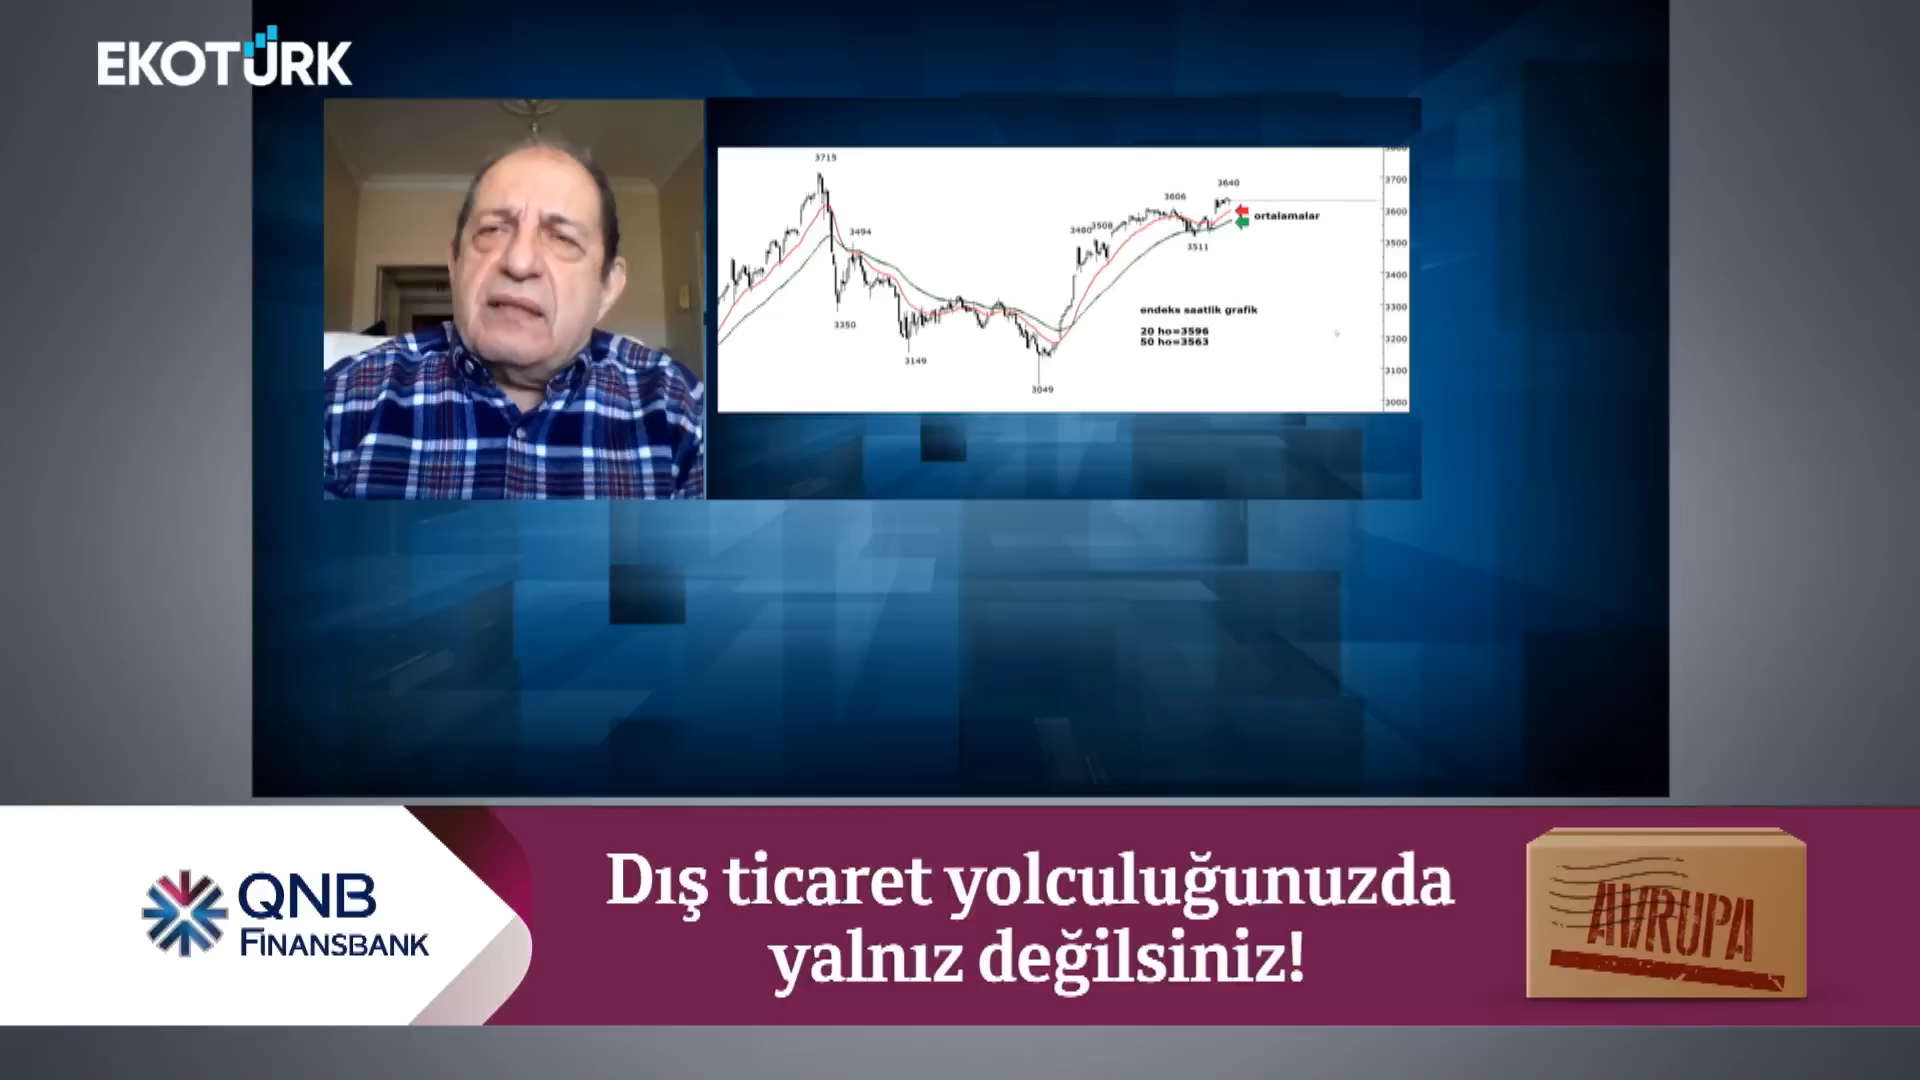 EKOTÜRK
3715
3494
3350
3149
3049
3480
3508
3606
3511
3640
ortalamalar
endeks saatlik grafik
20 ho=3596
50 ho=3563
3800
3700
3600
3500
3400
3300
3200
3100
3000
QNB
FINANSBANK
Dış ticaret yolculuğunuzda
yalnız değilsiniz!
AVRUPA